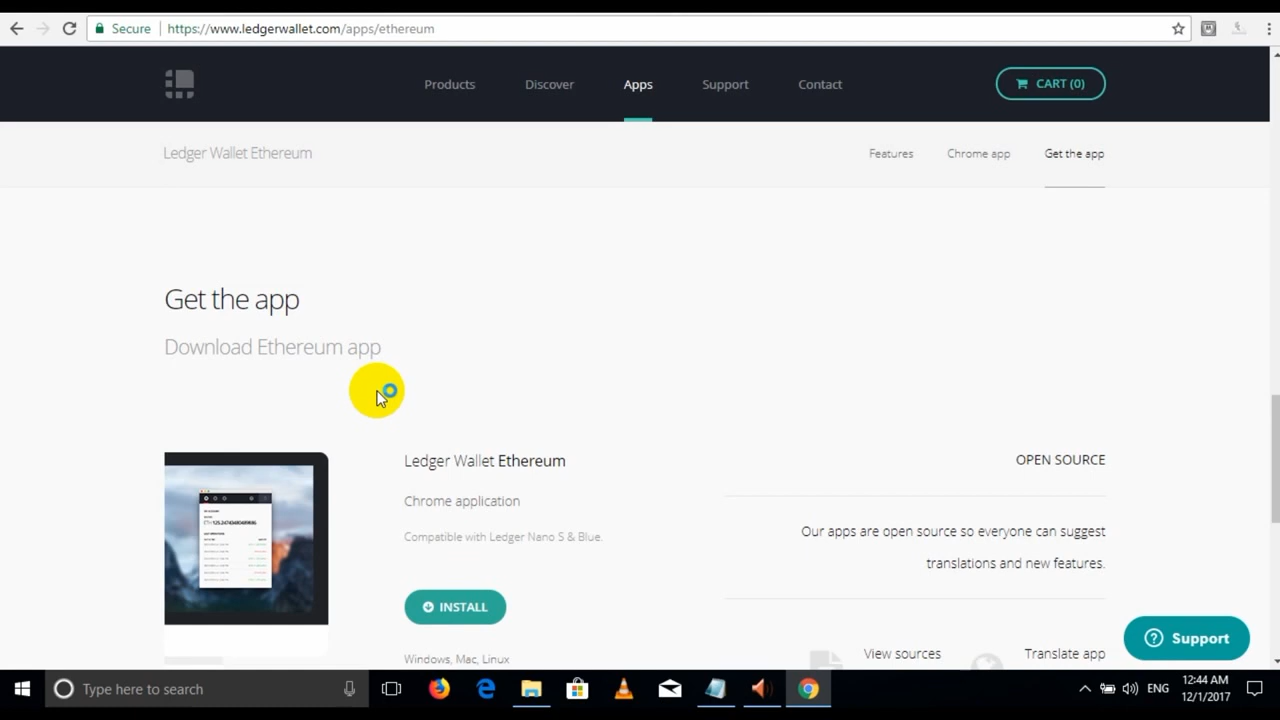 Secure https://www.ledgerwallet.com/apps/ethereum
Products Discover Apps Support Contact CART (0)
Ledger Wallet Ethereum Features Chrome app Get the app
Get the app
Download Ethereum app
Ledger Wallet Ethereum
Chrome application
Compatible with Ledger Nano S & Blue.
INSTALL
Windows, Mac, Linux
OPEN SOURCE
Our apps are open source so everyone can suggest
translations and new features.
View sources Translate app
Support
Type here to search
ENG
12:44 AM
12/1/2017